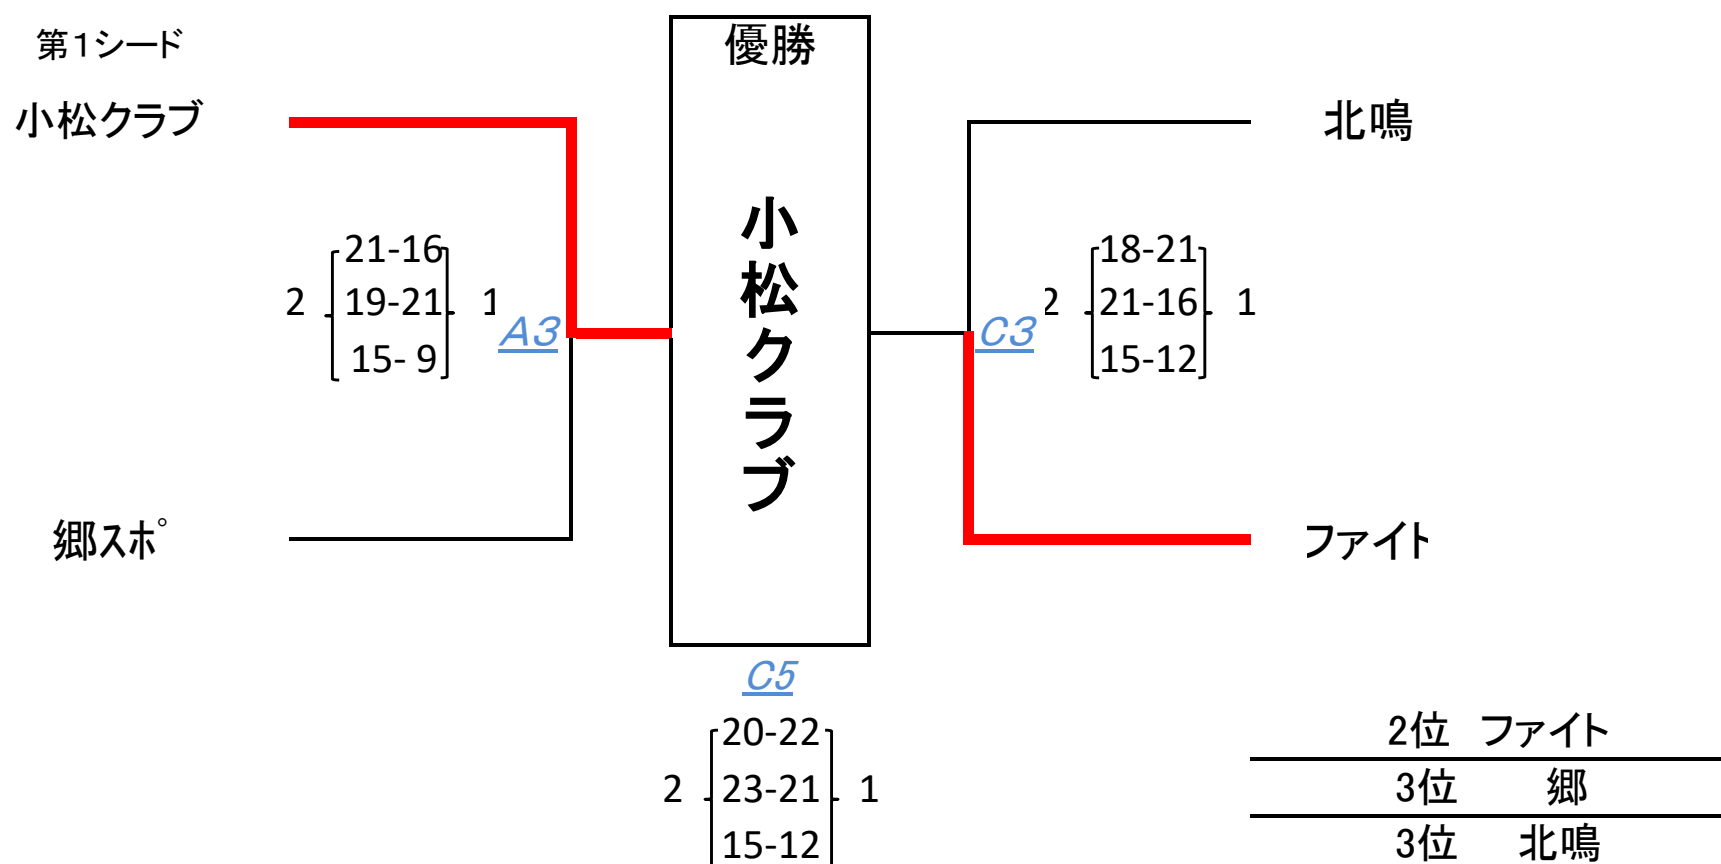 第1シード
優勝
小松クラブ
北鳴
小松クラブ
2 21-16 1
19-21
15- 9
A3
C3
2 18-21 1
21-16
15-12
郷スポ
ファイト
C5
2 20-22 1
23-21
15-12
2位 ファイト
3位 郷
3位 北鳴